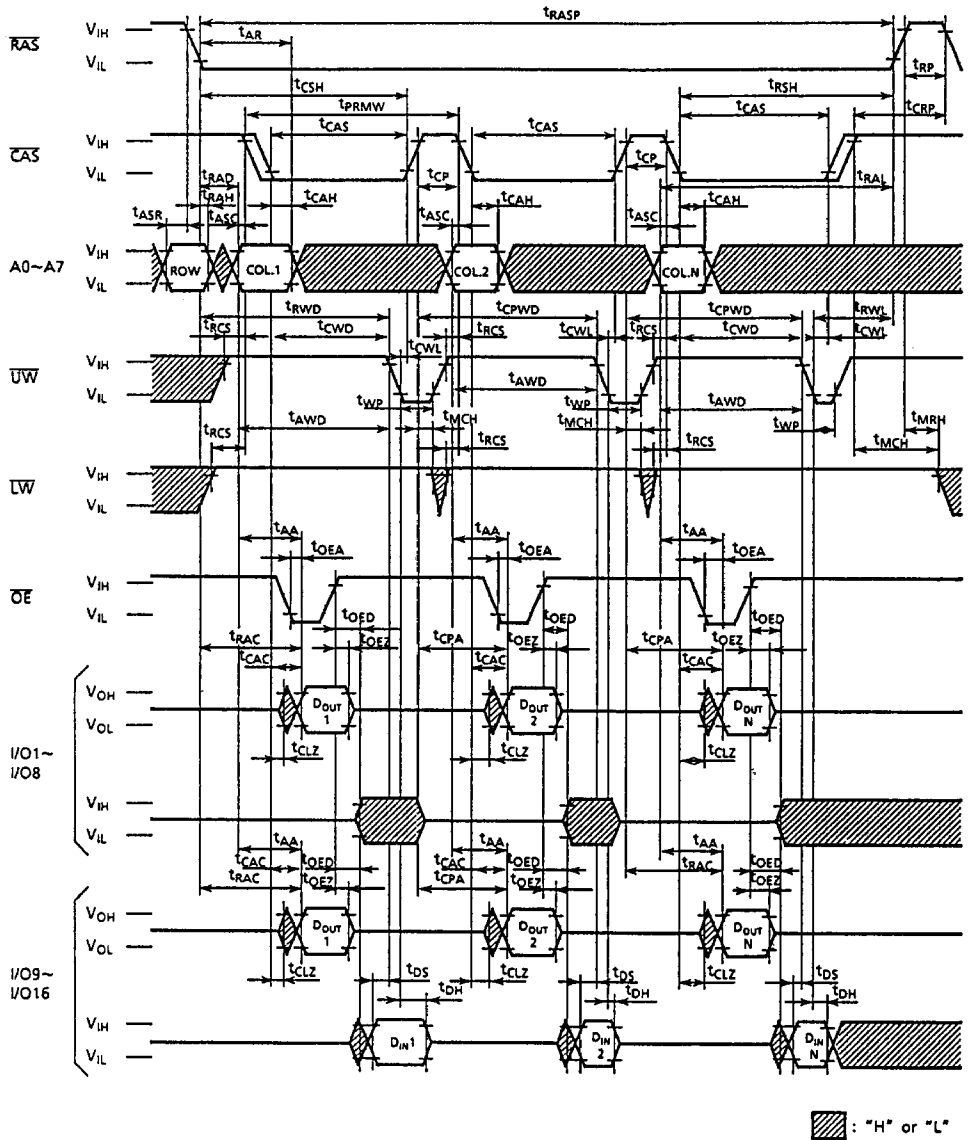 tRASP
RAS
VIH
VIL
tAR
tRP
tCSH
tRSH
tPRMW
tCRP
CAS
VIH
VIL
tCAS
tCAS
tCAS
tCP
tCP
tRAD
tRAL
tRAH
tCAH
tCAH
tCAH
tASR
tASC
tASC
tASC
A0~A7
VIH
VIL
ROW
COL.1
COL.2
COL.N
tRWD
tCPWD
tCPWD
tRWL
tRCS
tCWD
tRCS
tCWL
tRCS
tCWD
tCWL
UW
VIH
VIL
tCWL
tAWD
tAWD
tWP
tWP
tWP
tAWD
tMCH
tMCH
tMRH
tRCS
tRCS
tRCS
tMCH
LW
VIH
VIL
tAA
tAA
tAA
tOEA
tOEA
tOEA
OE
VIH
VIL
tOED
tOED
tOED
tRAC
tOEZ
tCPA
tOEZ
tCPA
tOEZ
tCAC
tCAC
tCAC
I/O1~
I/O8
VOH
VOL
DOUT
1
DOUT
2
DOUT
N
tCLZ
tCLZ
tCLZ
VIH
VIL
tAA
tAA
tAA
tCAC
tOED
tCAC
tOED
tRAC
tOED
tRAC
tOEZ
tCPA
tOEZ
tOEZ
I/O9~
I/O16
VOH
VOL
DOUT
1
DOUT
2
DOUT
N
tCLZ
tDS
tCLZ
tDS
tCLZ
tDS
tDH
tDH
tDH
VIH
VIL
DIN1
DIN
2
DIN
N
: "H" or "L"